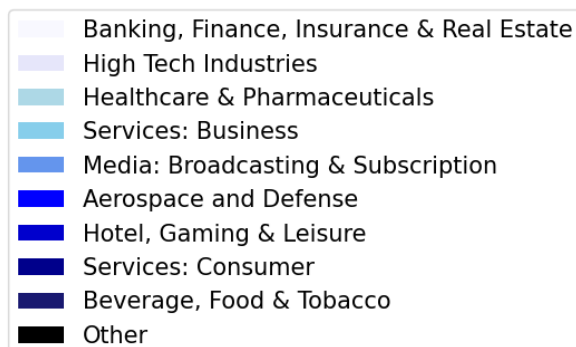 Banking, Finance, Insurance & Real Estate
High Tech Industries
Healthcare & Pharmaceuticals
Services: Business
Media: Broadcasting & Subscription
Aerospace and Defense
Hotel, Gaming & Leisure
Services: Consumer
Beverage, Food & Tobacco
Other